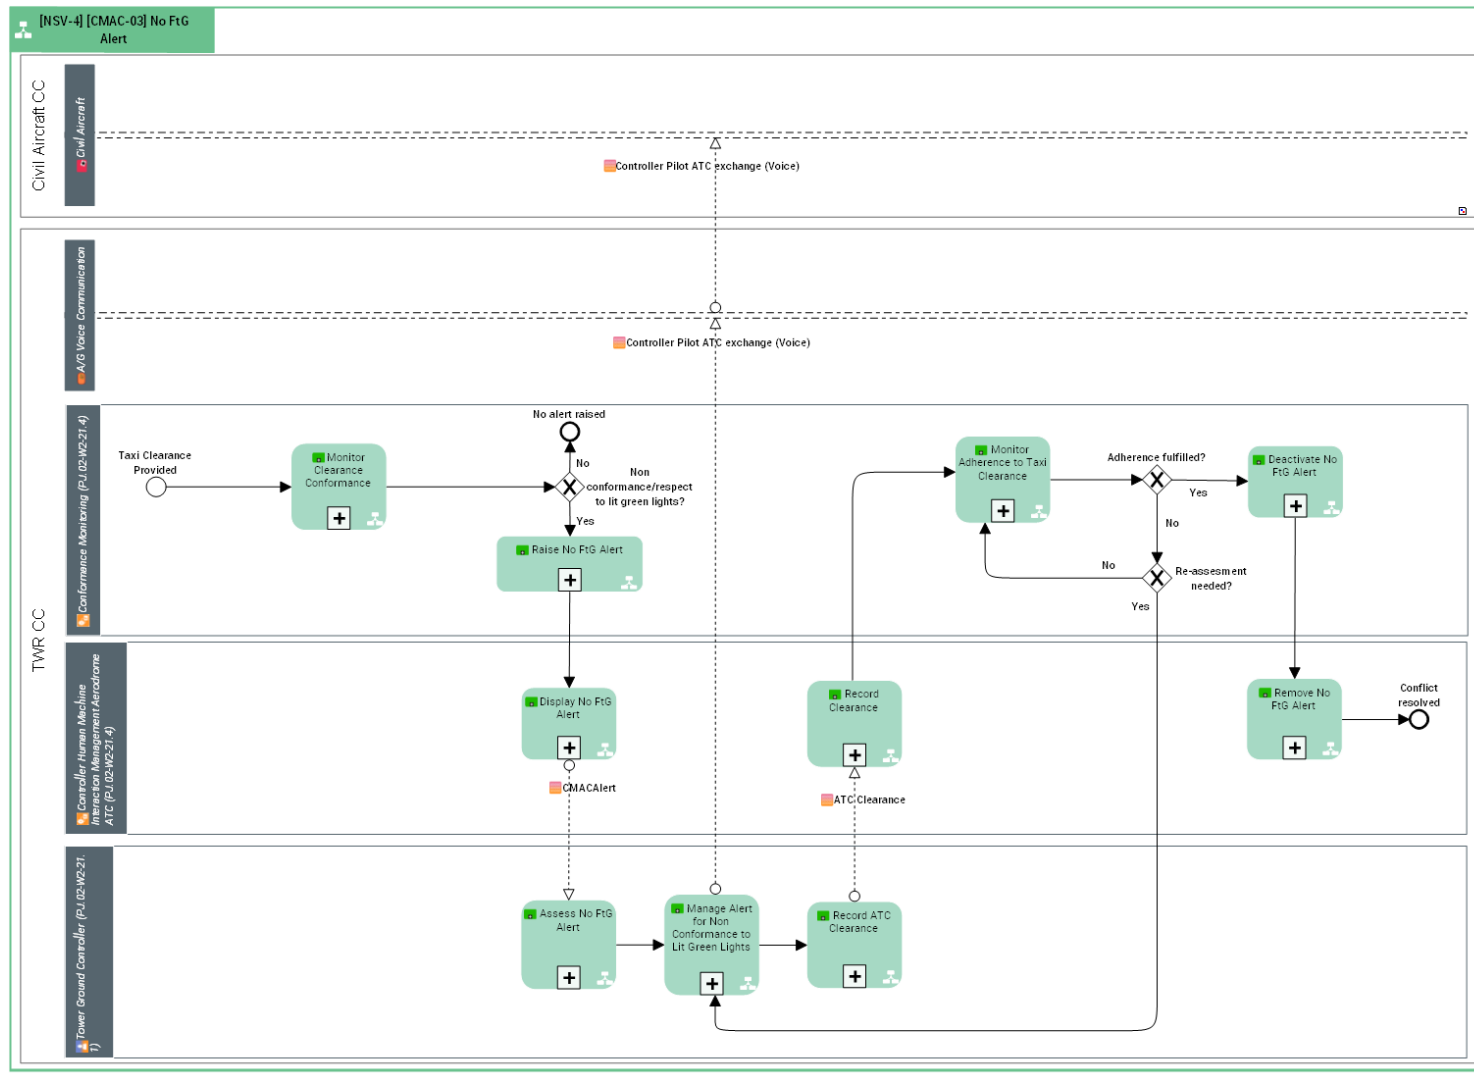 [NSV-4] [CMAC-03] No FtG
Alert
Civil Aircraft CC
Civil Aircraft
Controller Pilot ATC exchange (Voice)
TWR CC
A/G Voice Communication
Controller Pilot ATC exchange (Voice)
Conformance Monitoring (PJ.02-W2-21.4)
Taxi Clearance
Provided
Monitor
Clearance
Conformance
No alert raised
No
Non
conformance/respect
to lit green lights?
Yes
Raise No FtG Alert
Monitor
Adherence to Taxi
Clearance
Adherence fulfilled?
Yes
No
Deactivate No
FtG Alert
No
Re-assesment
needed?
Yes
Controller Human Machine
Interaction Management Aerodrome
ATC (PJ.02-W2-21.4)
Display No FtG
Alert
CMACAlert
Record
Clearance
ATC Clearance
Remove No
FtG Alert
Conflict
resolved
Tower Ground Controller (PJ.02-W2-21.
1)
Assess No FtG
Alert
Manage Alert
for Non
Conformance to
Lit Green Lights
Record ATC
Clearance